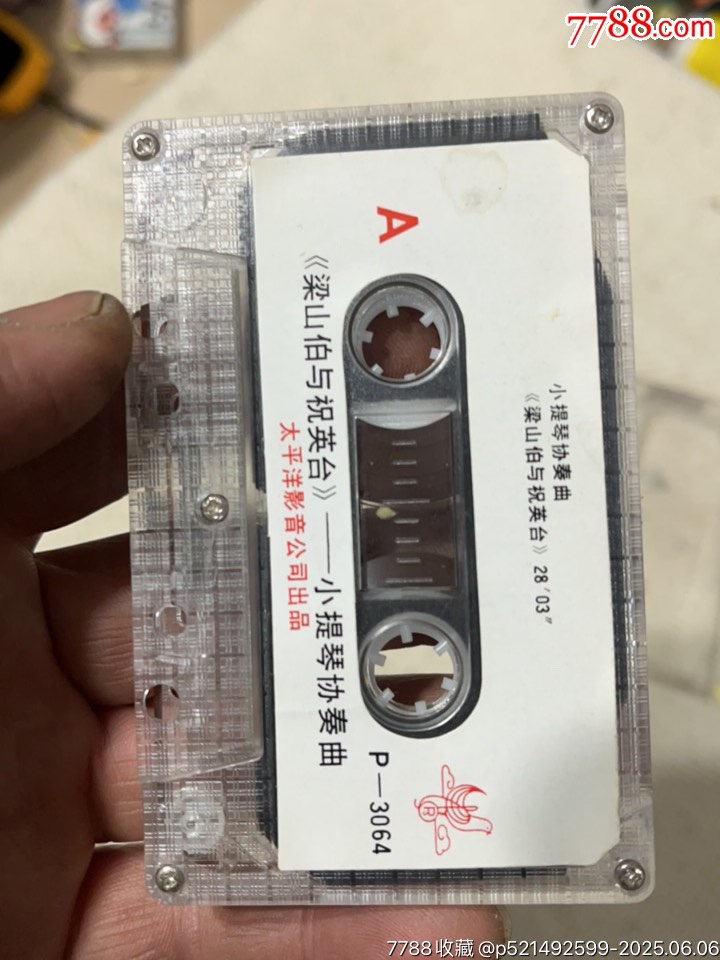 7788.com
A
小提琴协奏曲
《梁山伯与祝英台》 28′03″
《梁山伯与祝英台》——小提琴协奏曲
太平洋影音公司出品
P—3064
7788收藏 @p521492599-2025.06.06